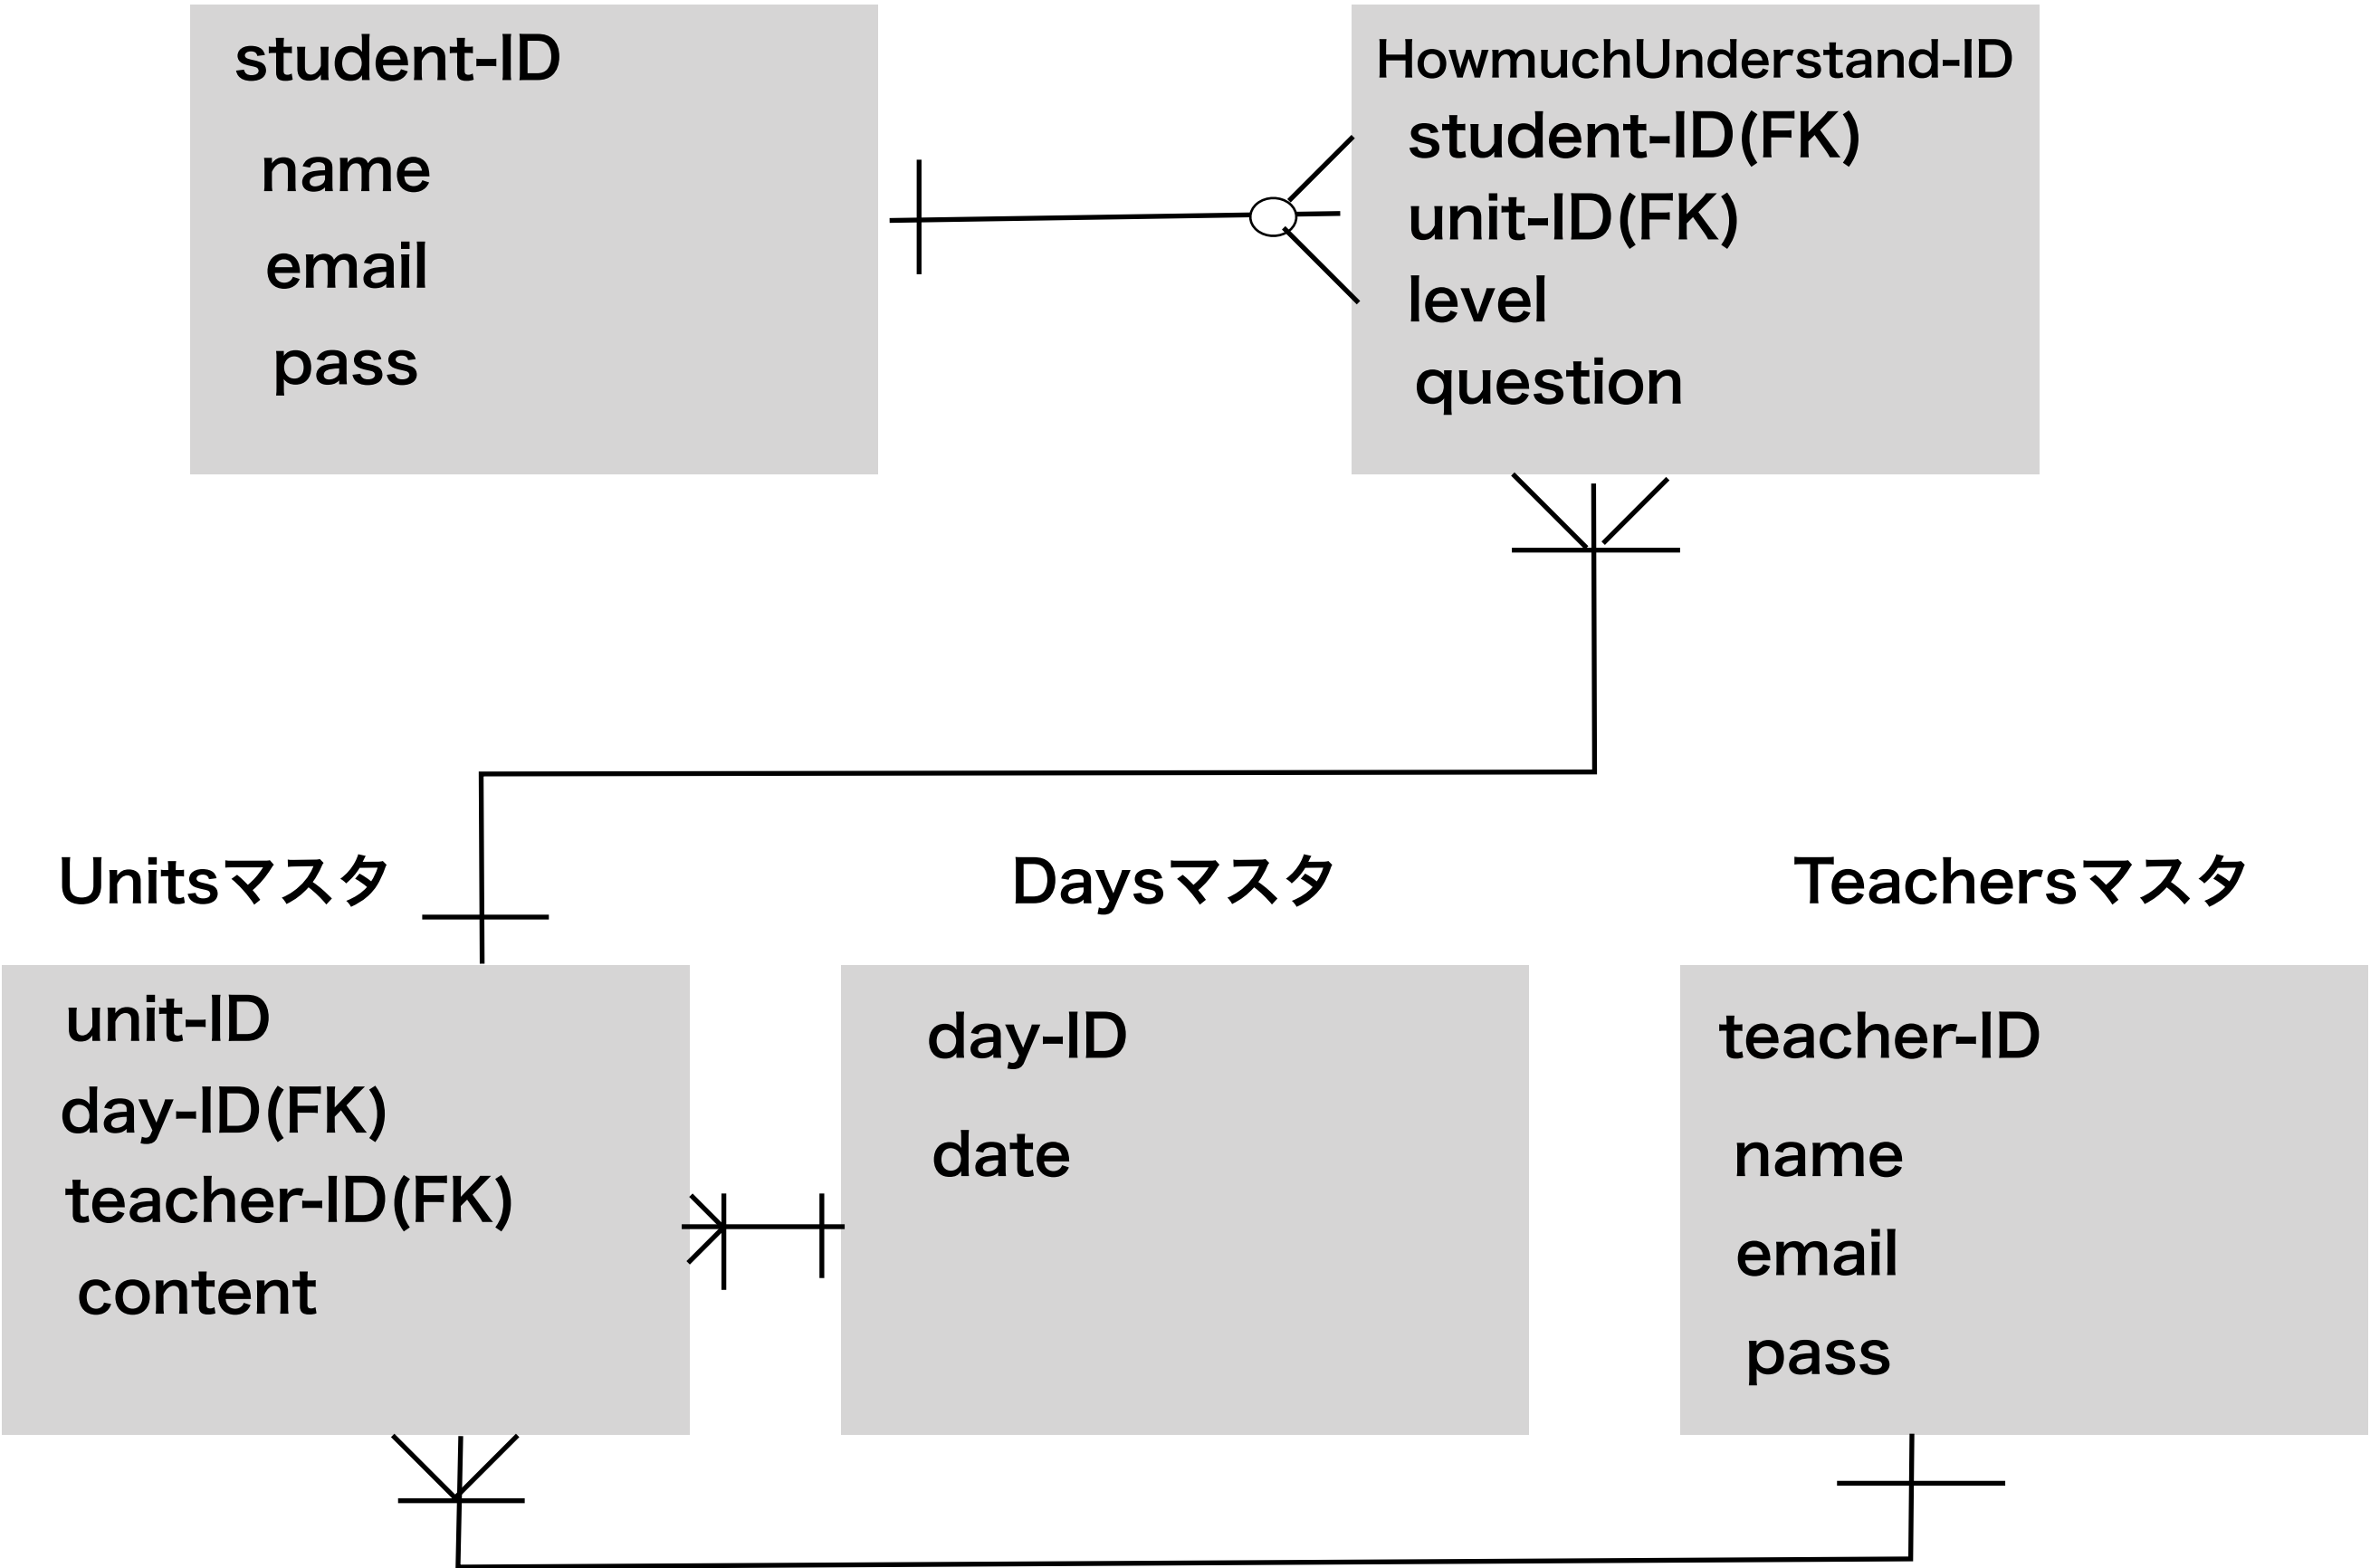 student-ID
name
email
pass
HowmuchUnderstand-ID
student-ID(FK)
unit-ID(FK)
level
question
Unitsマスタ
unit-ID
day-ID(FK)
teacher-ID(FK)
content
Daysマスタ
day-ID
date
Teachersマスタ
teacher-ID
name
email
pass